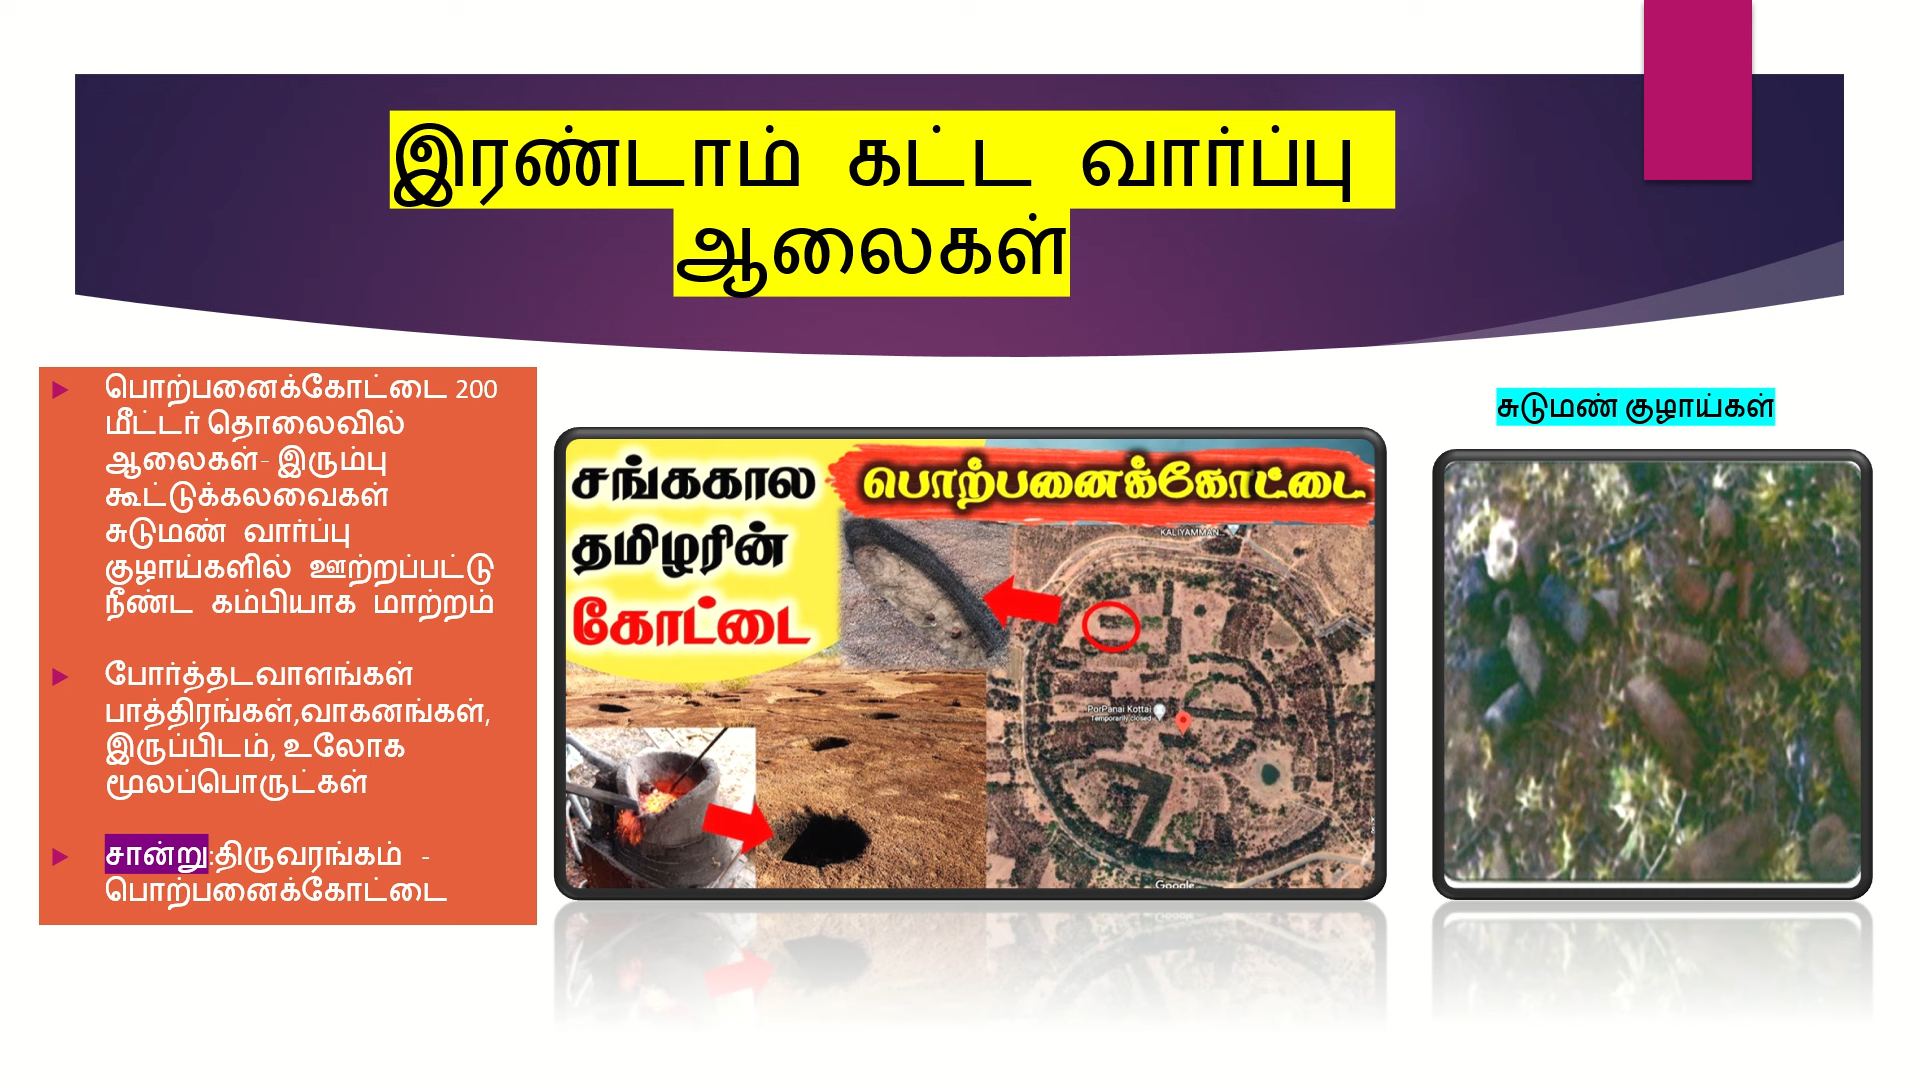 இரண்டாம் கட்ட வார்ப்பு
ஆலைகள்
பொற்பனைக்கோட்டை 200
மீட்டர் தொலைவில்
ஆலைகள்- இரும்பு
கூட்டுக்கலவைகள்
சுடுமண் வார்ப்பு
குழாய்களில் ஊற்றப்பட்டு
நீண்ட கம்பியாக மாற்றம்
போர்த்தடவாளங்கள்
பாத்திரங்கள்,வாகனங்கள்,
இருப்பிடம், உலோக
மூலப்பொருட்கள்
சான்று:திருவரங்கம் -
பொற்பனைக்கோட்டை
சங்ககால
தமிழரின்
கோட்டை
பொற்பனைக்கோட்டை
KALIYAMMAN...
PorPanai Kottai
Temporarily closed
Google
சுடுமண் குழாய்கள்